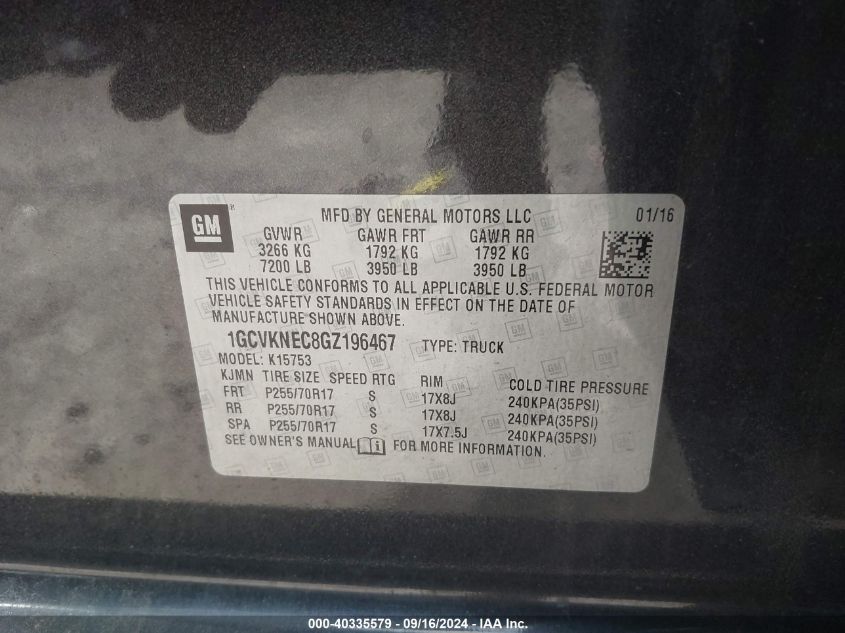 GM ® MFD BY GENERAL MOTORS LLC 01/16
GVWR GAWR FRT GAWR RR
3266 KG 1792 KG 1792 KG
7200 LB 3950 LB 3950 LB
THIS VEHICLE CONFORMS TO ALL APPLICABLE U.S. FEDERAL MOTOR
VEHICLE SAFETY STANDARDS IN EFFECT ON THE DATE OF
MANUFACTURE SHOWN ABOVE.
1GCVKNEC8GZ196467 TYPE: TRUCK
MODEL: K15753
KJMN TIRE SIZE SPEED RTG RIM COLD TIRE PRESSURE
FRT P255/70R17 S 17X8J 240KPA(35PSI)
RR P255/70R17 S 17X8J 240KPA(35PSI)
SPA P255/70R17 S 17X7.5J 240KPA(35PSI)
SEE OWNER'S MANUAL FOR MORE INFORMATION.
000-40335579 - 09/16/2024 - IAA Inc.